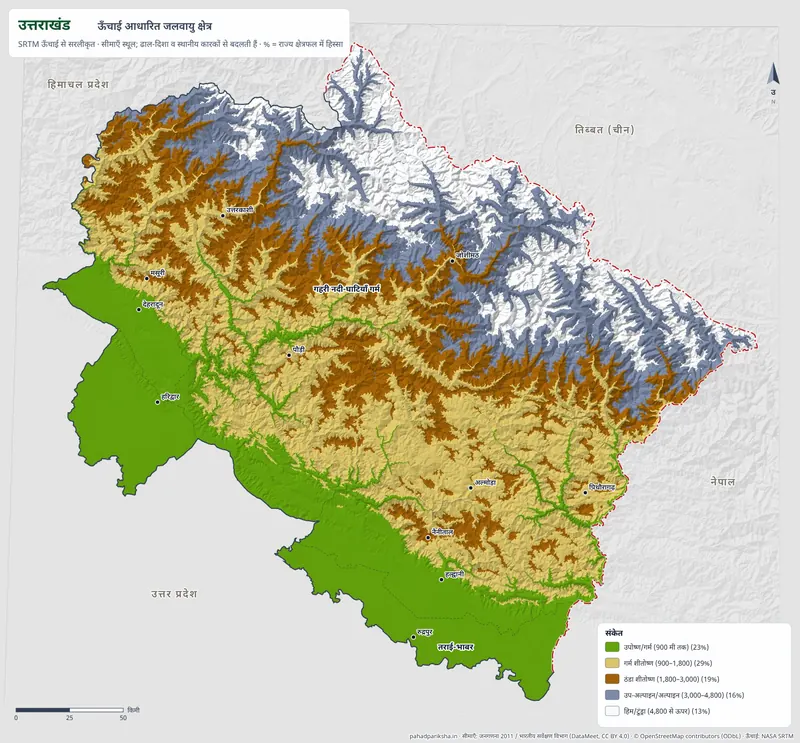 उत्तराखंड ऊँचाई आधारित जलवायु क्षेत्र
SRTM ऊँचाई से सरलीकृत · सीमाएँ स्थूल; ढाल-दिशा व स्थानीय कारकों से बदलती हैं · % = राज्य क्षेत्रफल में हिस्सा
हिमाचल प्रदेश
उ
N
तिब्बत (चीन)
उत्तरकाशी
जोशीमठ
मसूरी
गहरी नदी-घाटियाँ गर्म
देहरादून
पौड़ी
हरिद्वार
नेपाल
अल्मोड़ा
पिथौरागढ़
नैनीताल
हल्द्वानी
उत्तर प्रदेश
रुद्रपुर
तराई-भाबर
संकेत
उपोष्ण/गर्म (900 मी तक) (23%)
गर्म शीतोष्ण (900–1,800) (29%)
ठंडा शीतोष्ण (1,800–3,000) (19%)
उप-अल्पाइन/अल्पाइन (3,000–4,800) (16%)
हिम/टुंड्रा (4,800 से ऊपर) (13%)
किमी
0 25 50
pahadpariksha.in · सीमाएँ: जनगणना 2011 / भारतीय सर्वेक्षण विभाग (DataMeet, CC BY 4.0) · © OpenStreetMap contributors (ODbL) · ऊँचाई: NASA SRTM